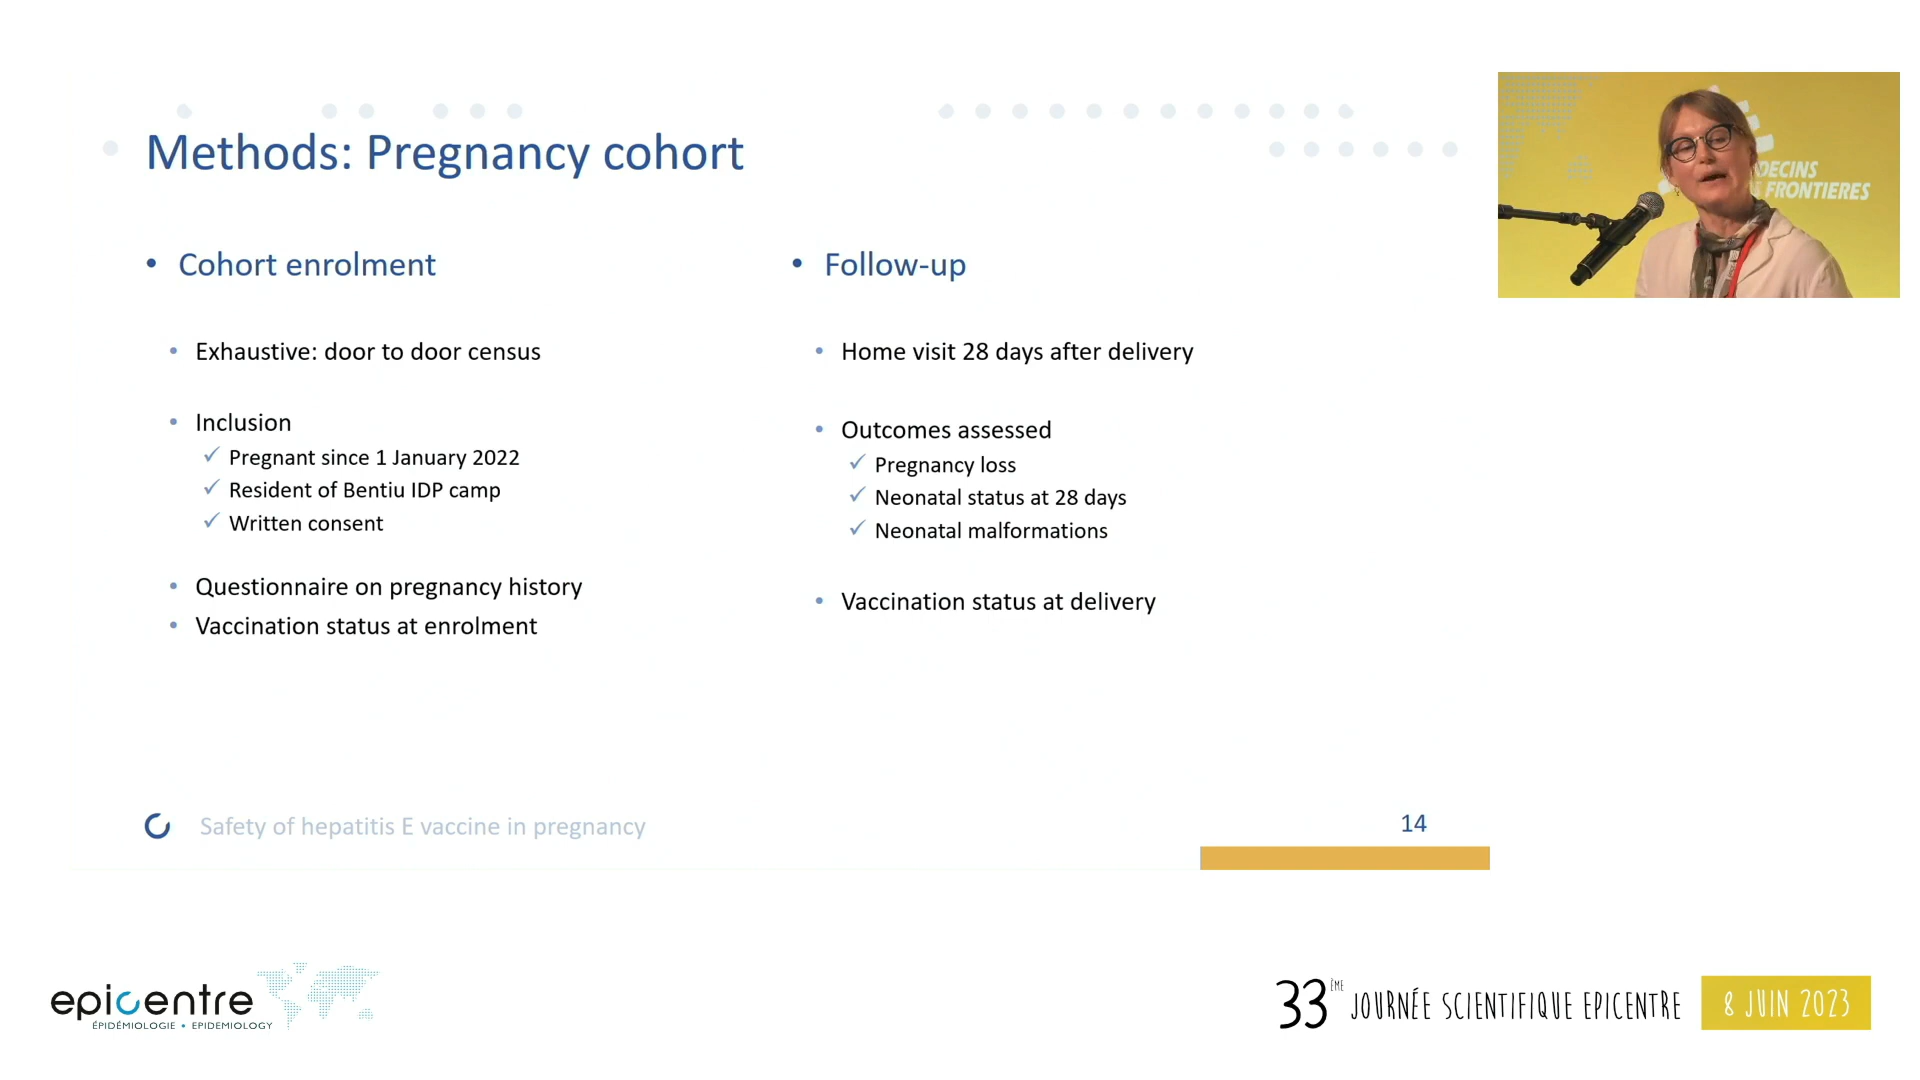 Methods: Pregnancy cohort
• Cohort enrolment
• Exhaustive: door to door census
• Inclusion
✓ Pregnant since 1 January 2022
✓ Resident of Bentiu IDP camp
✓ Written consent
• Questionnaire on pregnancy history
• Vaccination status at enrolment
• Follow-up
• Home visit 28 days after delivery
• Outcomes assessed
✓ Pregnancy loss
✓ Neonatal status at 28 days
✓ Neonatal malformations
• Vaccination status at delivery
Safety of hepatitis E vaccine in pregnancy
14
DECINS
FRONTIERES
epicentre
ÉPIDÉMIOLOGIE • EPIDEMIOLOGY
33ÈME JOURNÉE SCIENTIFIQUE EPICENTRE
8 JUIN 2023